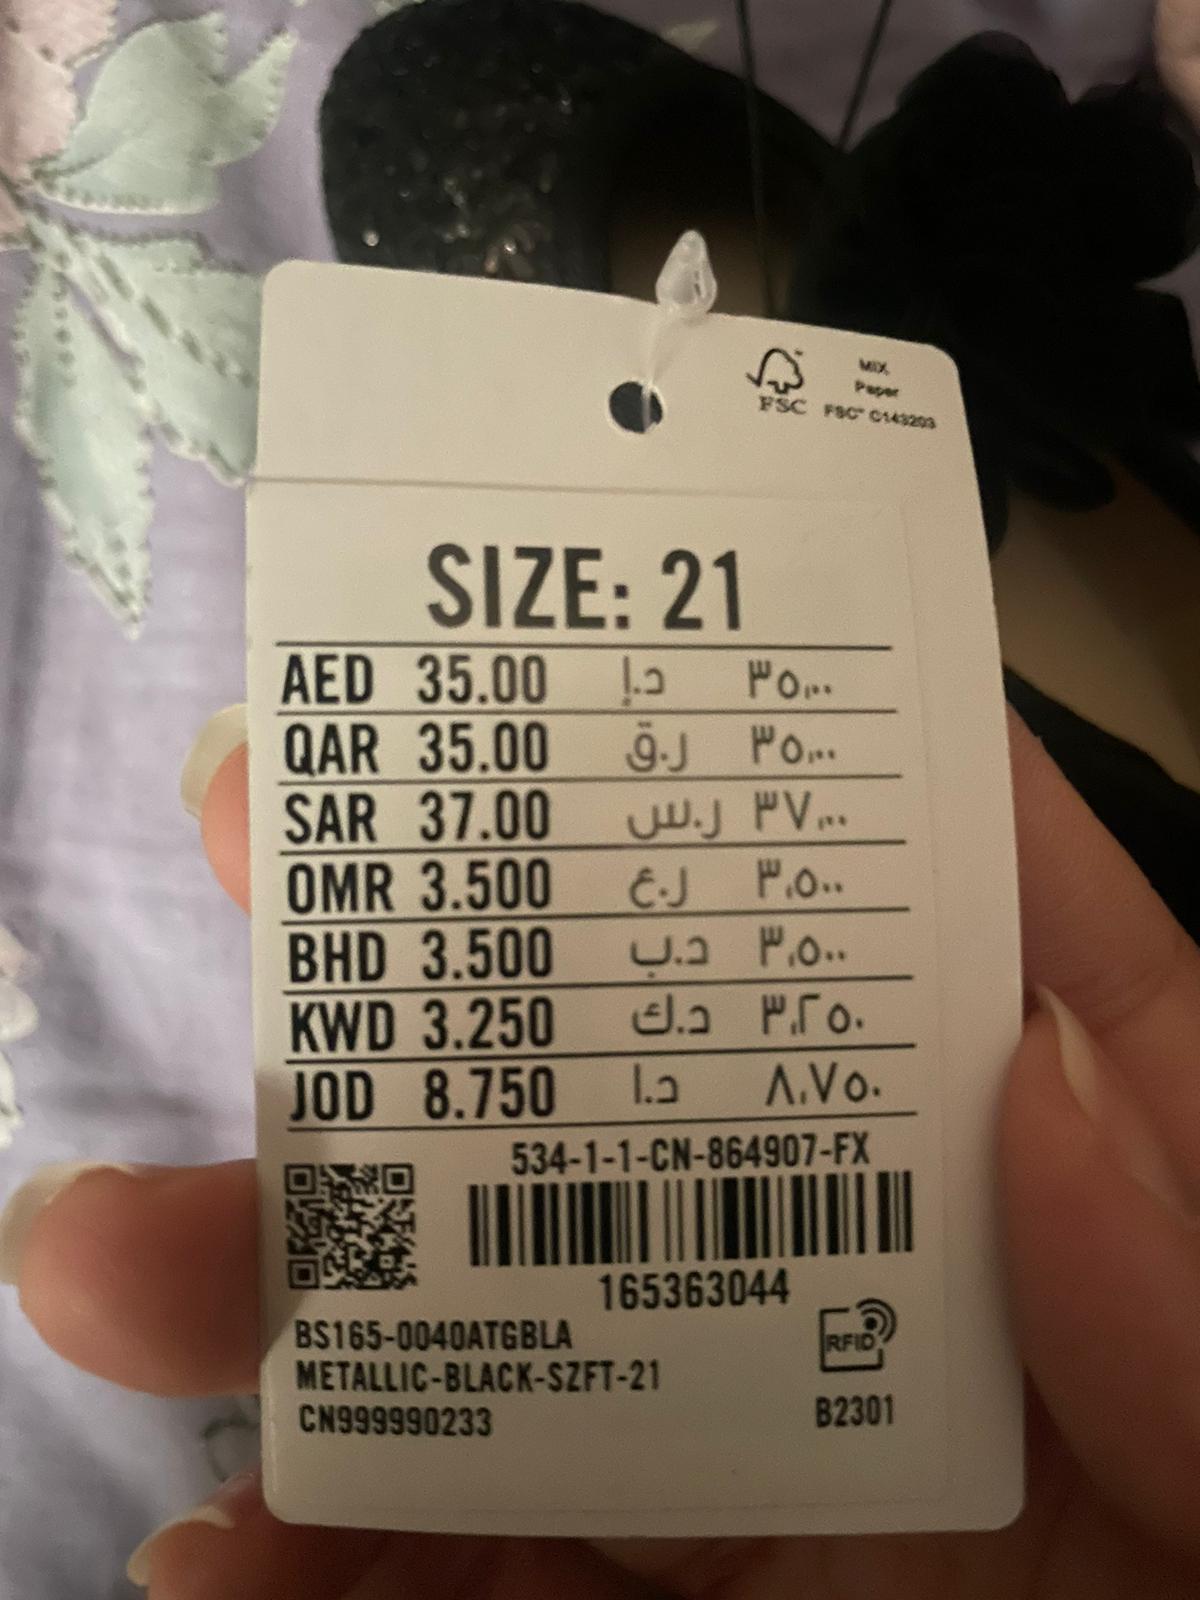 FSC
MIX
Paper
FSC™ C143203
SIZE: 21
AED 35.00 د.إ ٣٥,٠٠
QAR 35.00 ر.ق ٣٥,٠٠
SAR 37.00 ر.س ٣٧,٠٠
OMR 3.500 ر.ع ٣,٥٠٠
BHD 3.500 د.ب ٣,٥٠٠
KWD 3.250 د.ك ٣,٢٥٠
JOD 8.750 د.ا ٨,٧٥٠
534-1-1-CN-864907-FX
165363044
BS165-0040ATGBLA
METALLIC-BLACK-SZFT-21
CN999990233
RFID
B2301